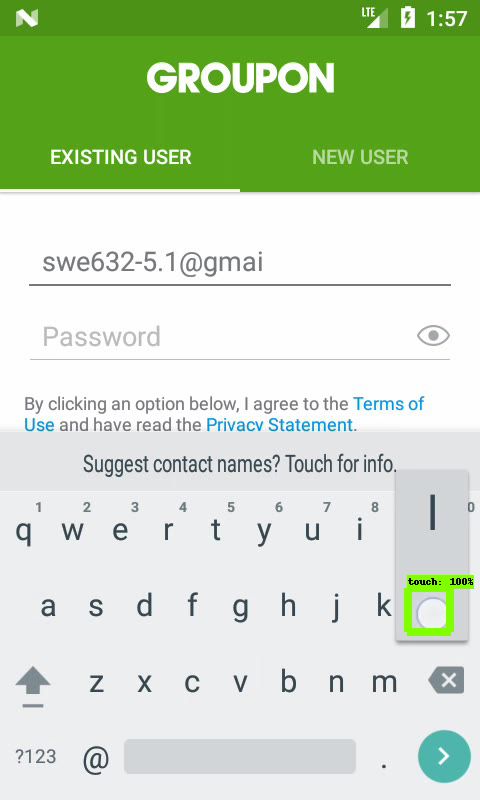 LTE 1:57
GROUPON
EXISTING USER NEW USER
swe632-5.1@gmai
Password
By clicking an option below, I agree to the Terms of
Use and have read the Privacy Statement.
Suggest contact names? Touch for info.
1 2 3 4 5 6 7 8 0
q w e r t y u i
l
touch: 100%
a s d f g h j k
z x c v b n m
?123 @ .